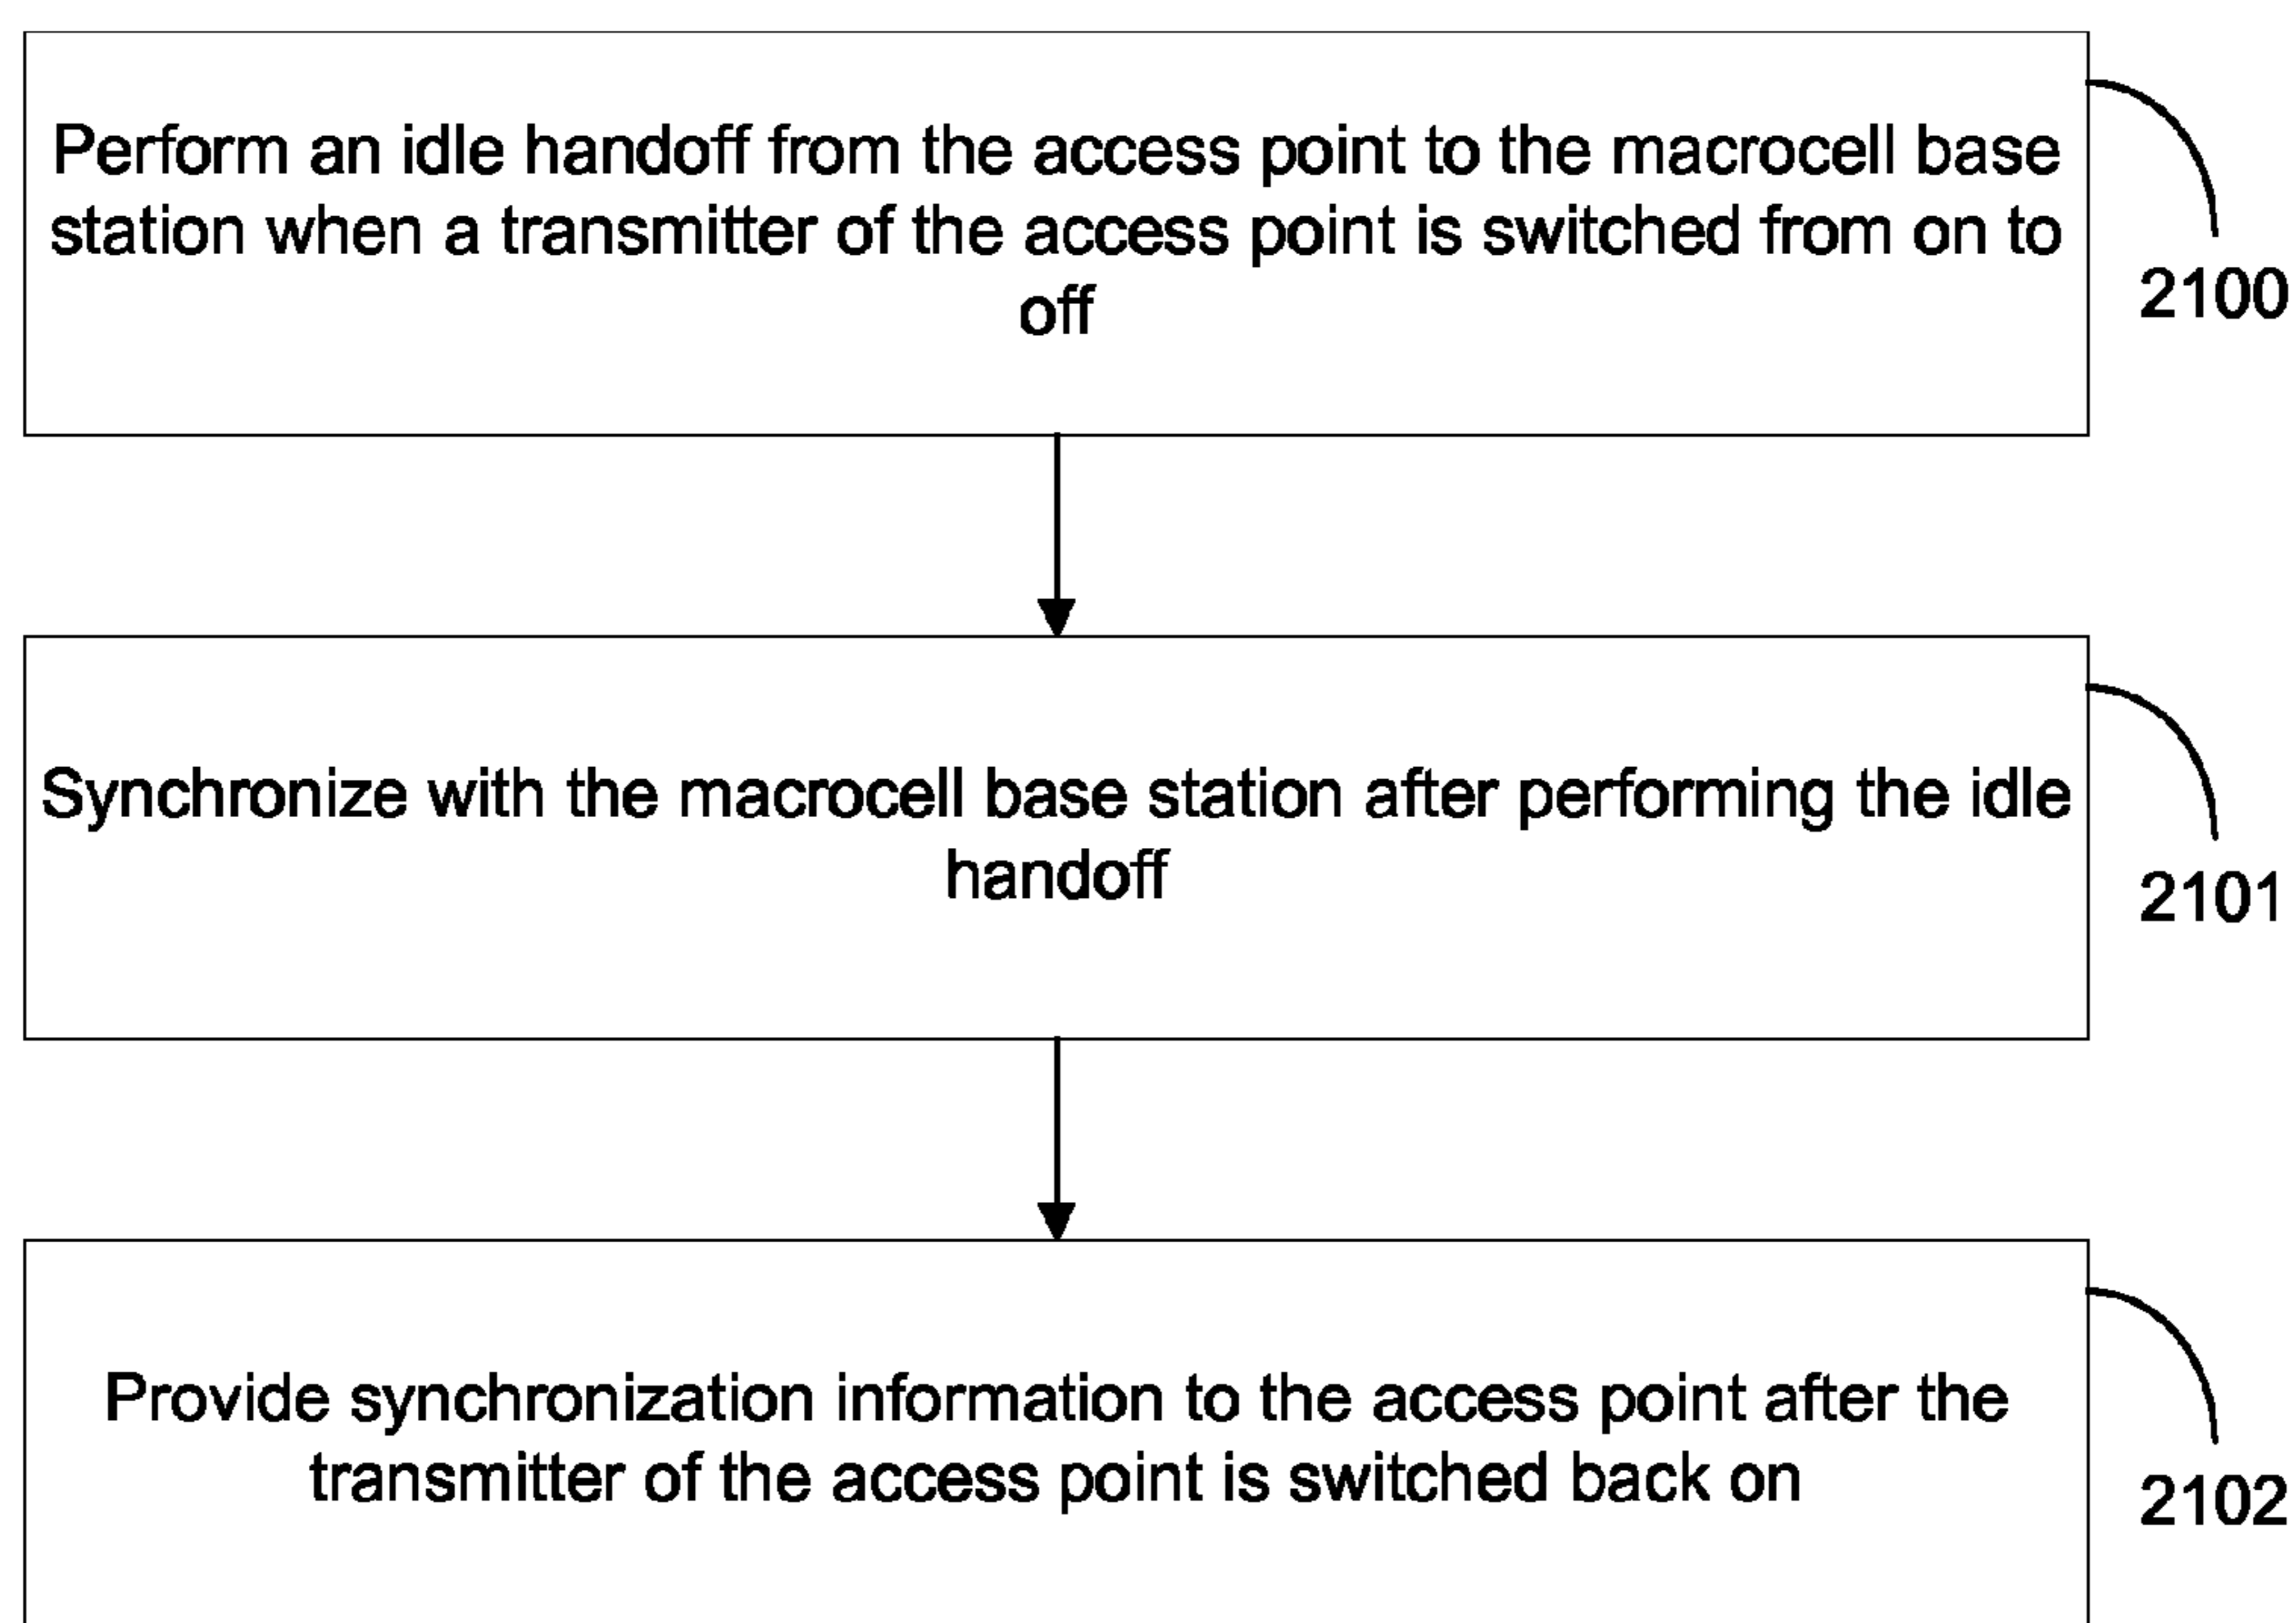 Perform an idle handoff from the access point to the macrocell base
station when a transmitter of the access point is switched from on to
off
2100
Synchronize with the macrocell base station after performing the idle
handoff
2101
Provide synchronization information to the access point after the
transmitter of the access point is switched back on
2102